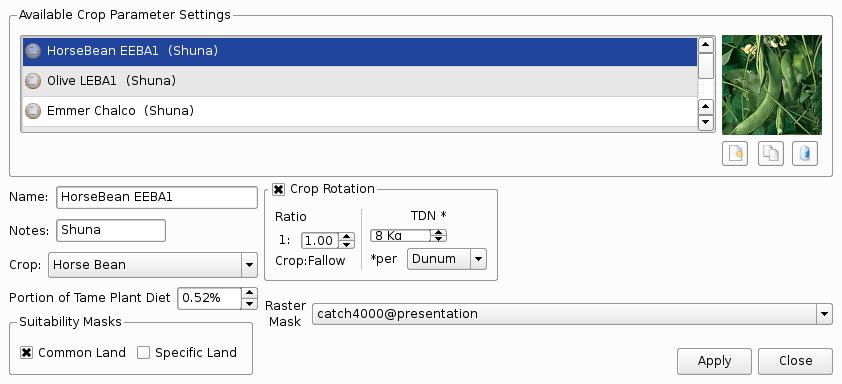 Available Crop Parameter Settings
HorseBean EEBA1 (Shuna)
Olive LEBA1 (Shuna)
Emmer Chalco (Shuna)
Name: HorseBean EEBA1
Notes: Shuna
Crop: Horse Bean
Portion of Tame Plant Diet 0.52%
Suitability Masks
Common Land Specific Land
Crop Rotation
Ratio TDN *
1: 1.00 8 Kg
Crop:Fallow *per Dunum
Raster Mask catch4000@presentation
Apply Close